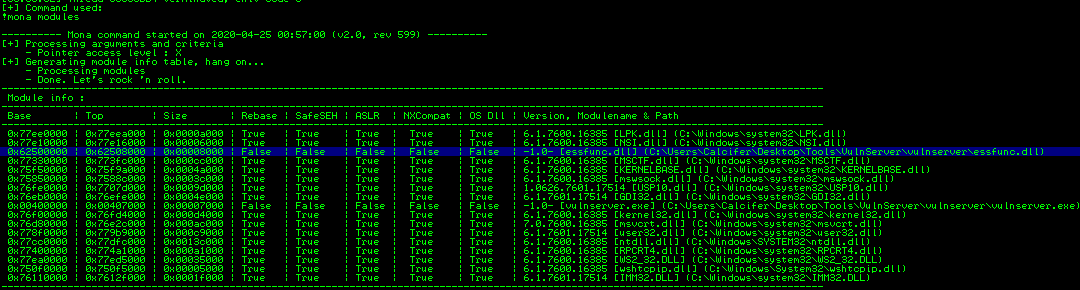 [+] Command used:
!mona modules
---------- Mona command started on 2020-04-25 00:57:00 (v2.0, rev 599) ----------
[+] Processing arguments and criteria
- Pointer access level : X
[+] Generating module info table, hang on...
- Processing modules
- Done. Let's rock 'n roll.
Module info :
Base | Top | Size | Rebase | SafeSEH | ASLR | NXCompat | OS Dll | Version, Modulename & Path
0x77ee0000 | 0x77eea000 | 0x0000a000 | True | True | True | True | True | 6.1.7600.16385 [LPK.dll] (C:\Windows\system32\LPK.dll)
0x77e10000 | 0x77e16000 | 0x00006000 | True | True | True | True | True | 6.1.7600.16385 [NSI.dll] (C:\Windows\system32\NSI.dll)
0x62500000 | 0x62508000 | 0x00008000 | False | False | False | False | False | -1.0- [essfunc.dll] (C:\Users\Calcifer\Desktop\Tools\VulnServer\vulnserver\essfunc.dll)
0x77330000 | 0x773fc000 | 0x000cc000 | True | True | True | True | True | 6.1.7600.16385 [MSCTF.dll] (C:\Windows\system32\MSCTF.dll)
0x75f50000 | 0x75f9a000 | 0x0004a000 | True | True | True | True | True | 6.1.7600.16385 [KERNELBASE.dll] (C:\Windows\system32\KERNELBASE.dll)
0x75850000 | 0x7588c000 | 0x0003c000 | True | True | True | True | True | 6.1.7600.16385 [mswsock.dll] (C:\Windows\system32\mswsock.dll)
0x76fe0000 | 0x7707d000 | 0x0009d000 | True | True | True | True | True | 1.0626.7601.17514 [USP10.dll] (C:\Windows\system32\USP10.dll)
0x76eb0000 | 0x76efe000 | 0x0004e000 | True | True | True | True | True | 6.1.7601.17514 [GDI32.dll] (C:\Windows\system32\GDI32.dll)
0x00400000 | 0x00407000 | 0x00007000 | False | False | False | False | False | -1.0- [vulnserver.exe] (C:\Users\Calcifer\Desktop\Tools\VulnServer\vulnserver\vulnserver.exe)
0x76f00000 | 0x76fd4000 | 0x000d4000 | True | True | True | True | True | 6.1.7600.16385 [kernel32.dll] (C:\Windows\system32\kernel32.dll)
0x76d80000 | 0x76e2c000 | 0x000ac000 | True | True | True | True | True | 7.0.7600.16385 [msvcrt.dll] (C:\Windows\system32\msvcrt.dll)
0x778f0000 | 0x779b9000 | 0x000c9000 | True | True | True | True | True | 6.1.7601.17514 [user32.dll] (C:\Windows\system32\user32.dll)
0x77cc0000 | 0x77dfc000 | 0x0013c000 | True | True | True | True | True | 6.1.7600.16385 [ntdll.dll] (C:\Windows\SYSTEM32\ntdll.dll)
0x77400000 | 0x774a1000 | 0x000a1000 | True | True | True | True | True | 6.1.7600.16385 [RPCRT4.dll] (C:\Windows\system32\RPCRT4.dll)
0x77ea0000 | 0x77ed5000 | 0x00035000 | True | True | True | True | True | 6.1.7600.16385 [WS2_32.DLL] (C:\Windows\system32\WS2_32.DLL)
0x750f0000 | 0x750f5000 | 0x00005000 | True | True | True | True | True | 6.1.7600.16385 [wshtcpip.dll] (C:\Windows\System32\wshtcpip.dll)
0x76110000 | 0x7612f000 | 0x0001f000 | True | True | True | True | True | 6.1.7601.17514 [IMM32.DLL] (C:\Windows\system32\IMM32.DLL)